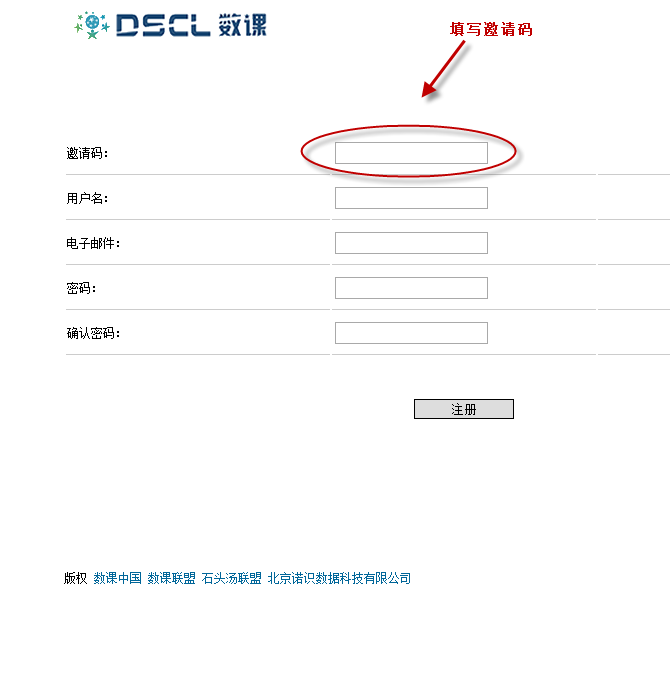 DSCL 数课
填写邀请码
邀请码：
用户名：
电子邮件：
密码：
确认密码：
注册
版权 数课中国 数课联盟 石头汤联盟 北京诺识数据科技有限公司